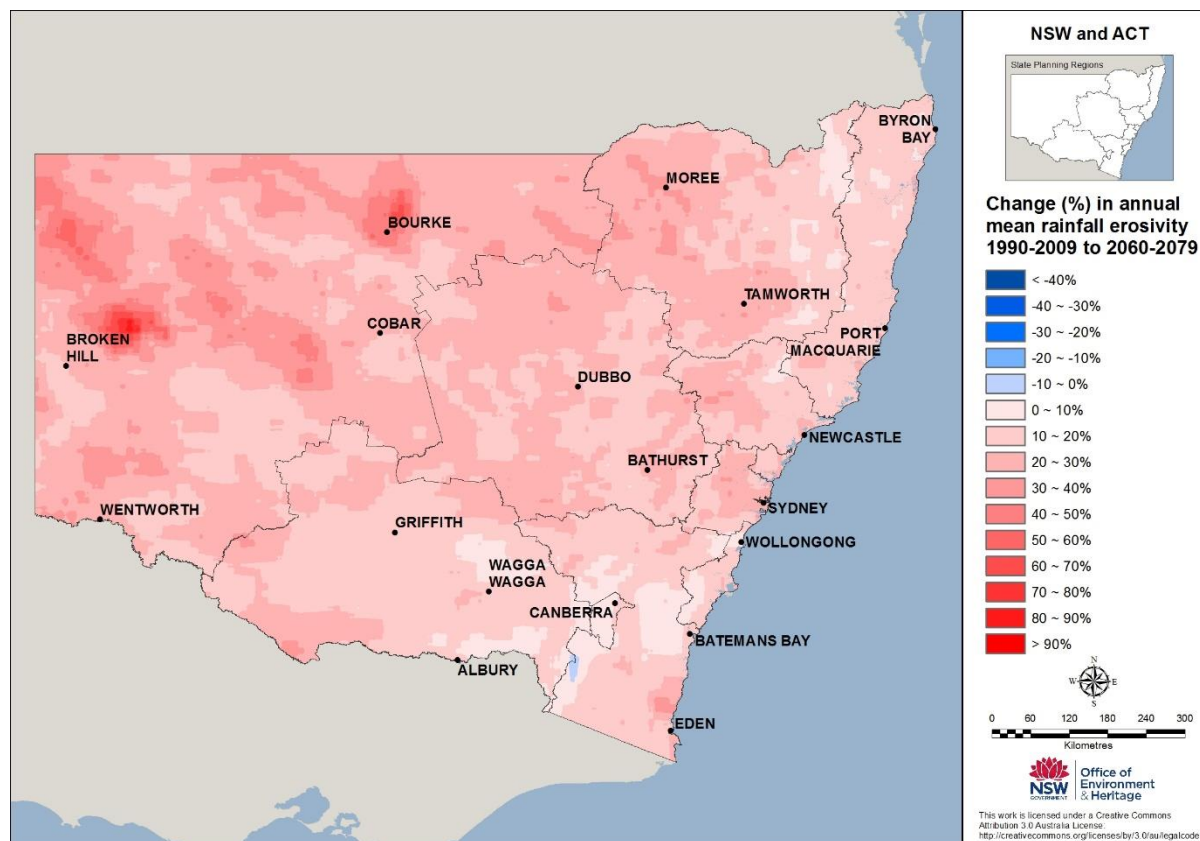 NSW and ACT
State Planning Regions
BYRON
BAY
MOREE
BOURKE
TAMWORTH
COBAR
PORT
MACQUARIE
BROKEN
HILL
DUBBO
NEWCASTLE
BATHURST
SYDNEY
WENTWORTH
GRIFFITH
WOLLONGONG
WAGGA
WAGGA
CANBERRA
BATEMANS BAY
ALBURY
EDEN
Change (%) in annual
mean rainfall erosivity
1990-2009 to 2060-2079
< -40%
-40 ~ -30%
-30 ~ -20%
-20 ~ -10%
-10 ~ 0%
0 ~ 10%
10 ~ 20%
20 ~ 30%
30 ~ 40%
40 ~ 50%
50 ~ 60%
60 ~ 70%
70 ~ 80%
80 ~ 90%
> 90%
N
W E
S
0 60 120 180 240 300
Kilometres
NSW
GOVERNMENT
Office of
Environment
& Heritage
This work is licensed under a Creative Commons
Attribution 3.0 Australia License
http://creativecommons.org/licenses/by/3.0/au/legalcode